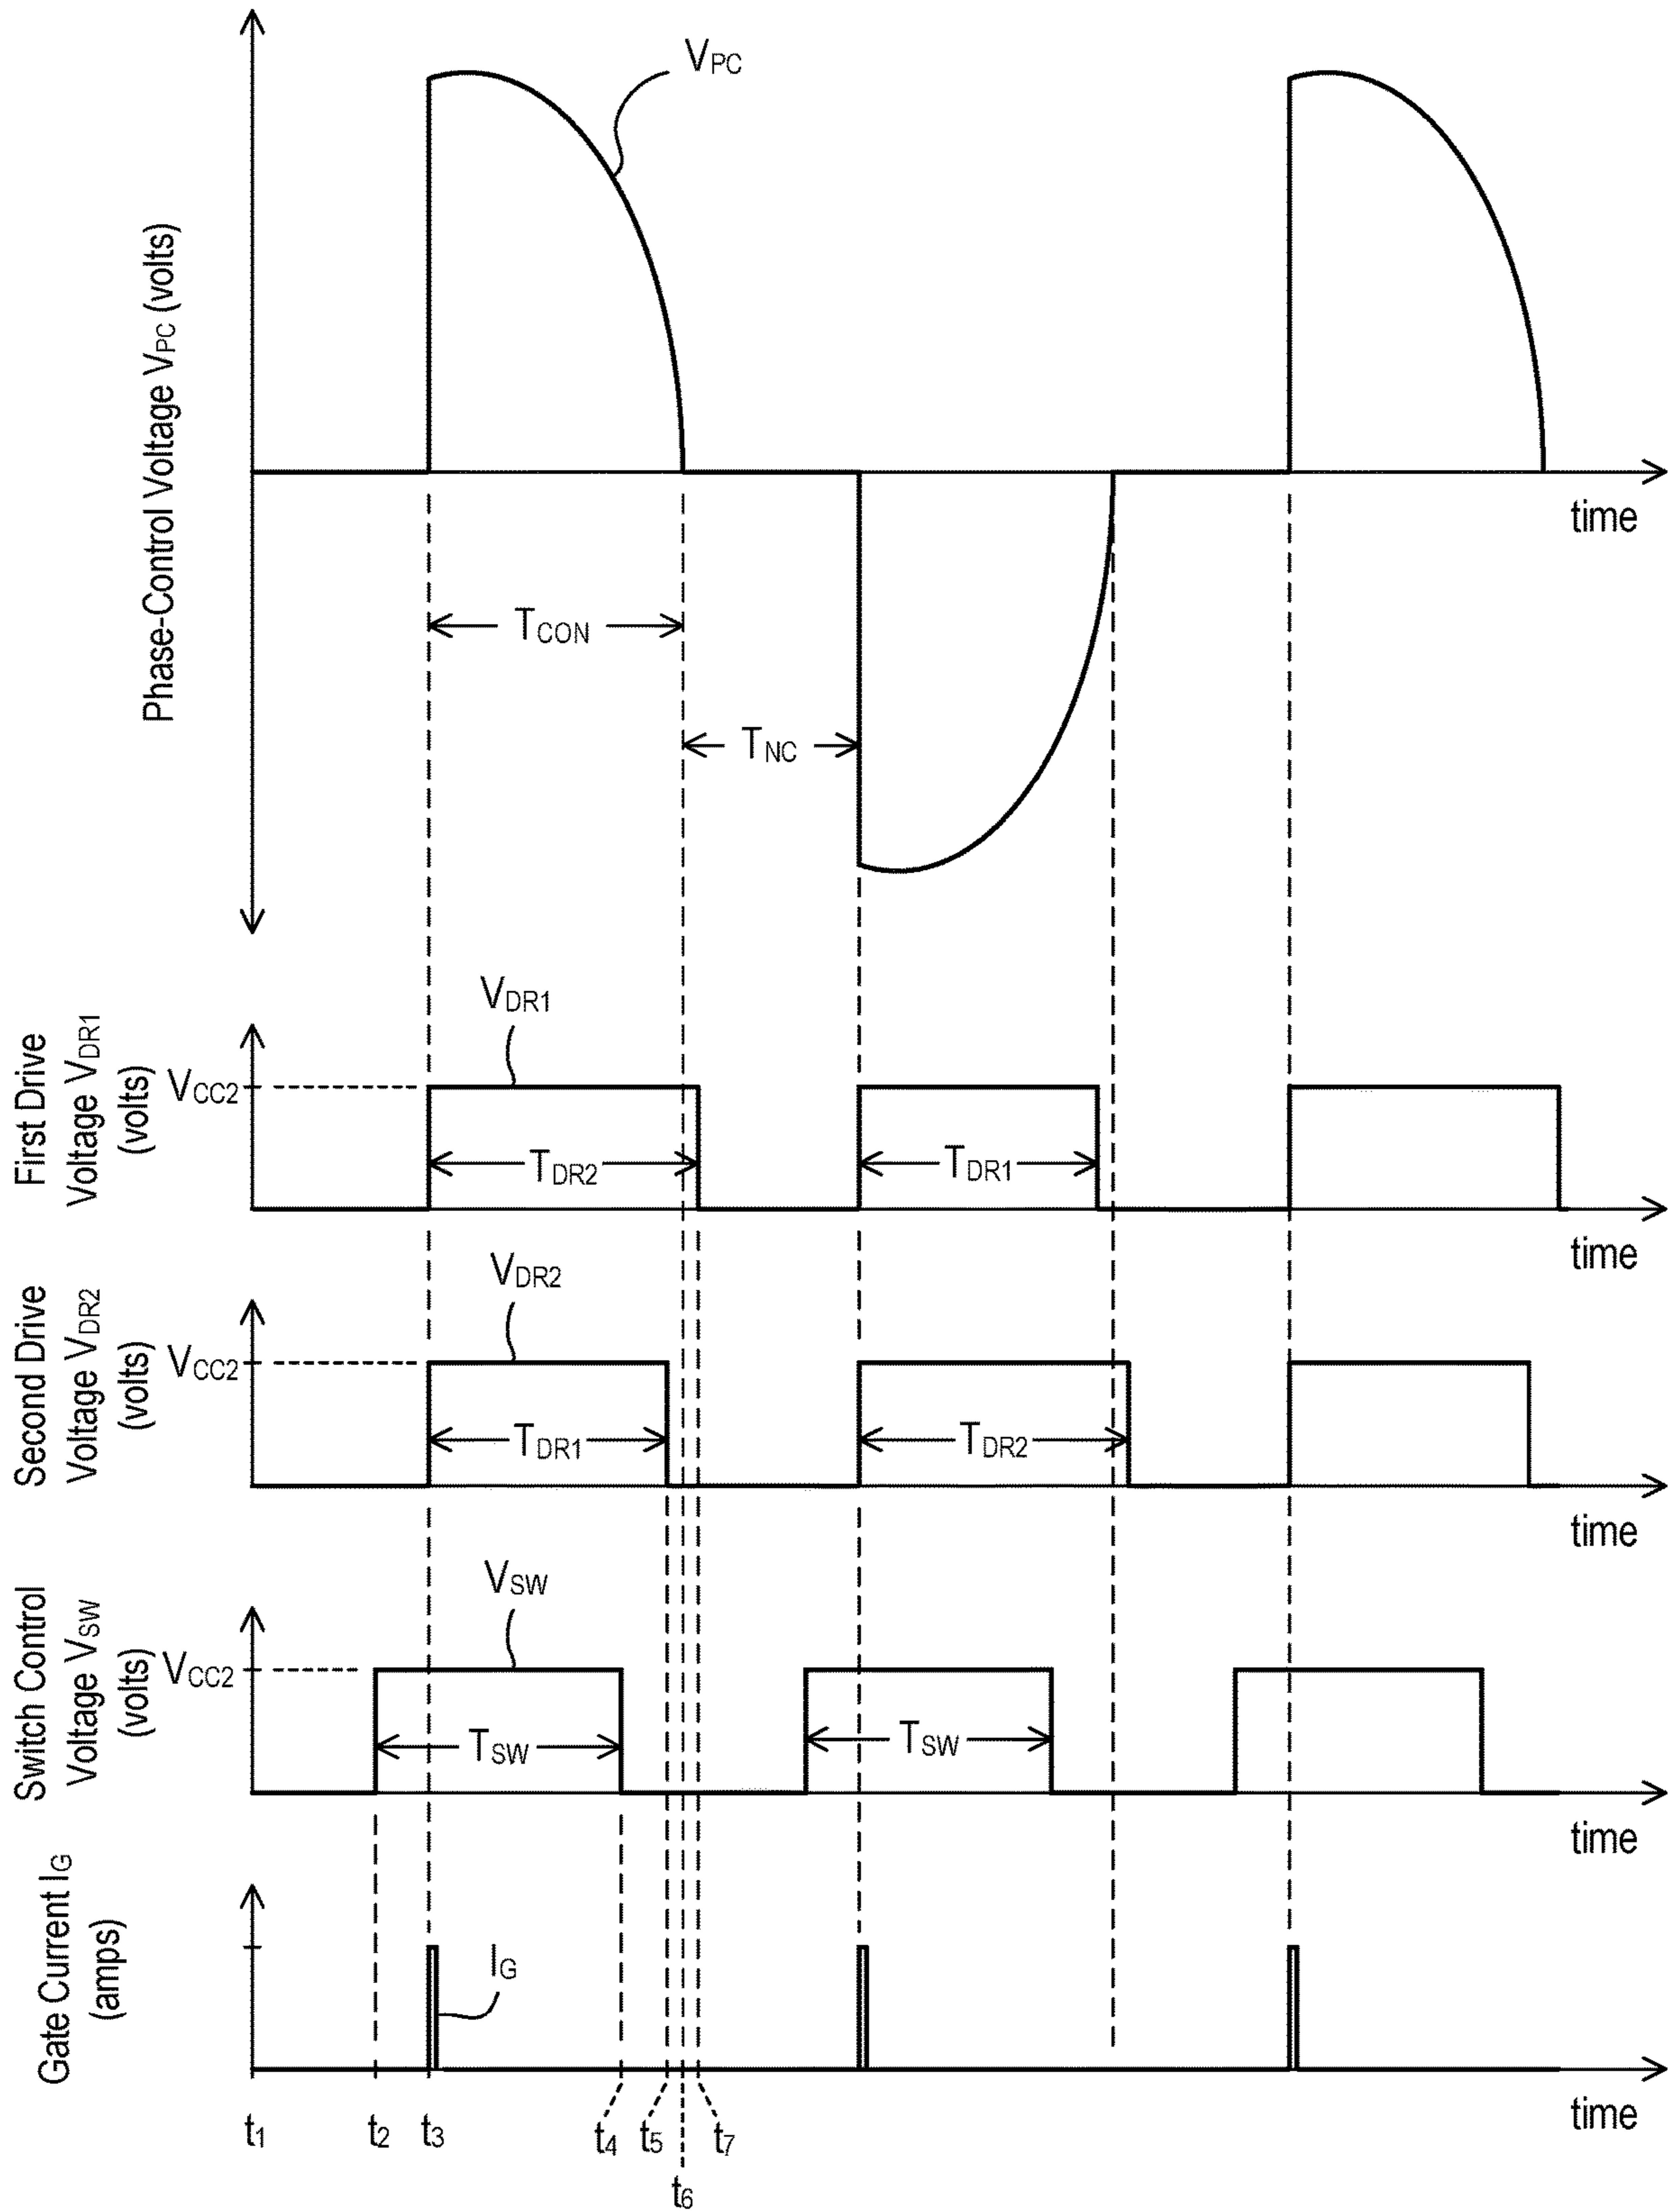 Phase-Control Voltage VPC (volts)
VPC
time
TCON
TNC
First Drive
Voltage VDR1
(volts)
VCC2
VDR1
TDR2
TDR1
time
Second Drive
Voltage VDR2
(volts)
VCC2
VDR2
TDR1
TDR2
time
Switch Control
Voltage VSW
(volts)
VCC2
VSW
TSW
TSW
time
Gate Current IG
(amps)
IG
time
t1
t2
t3
t4
t5
t6
t7